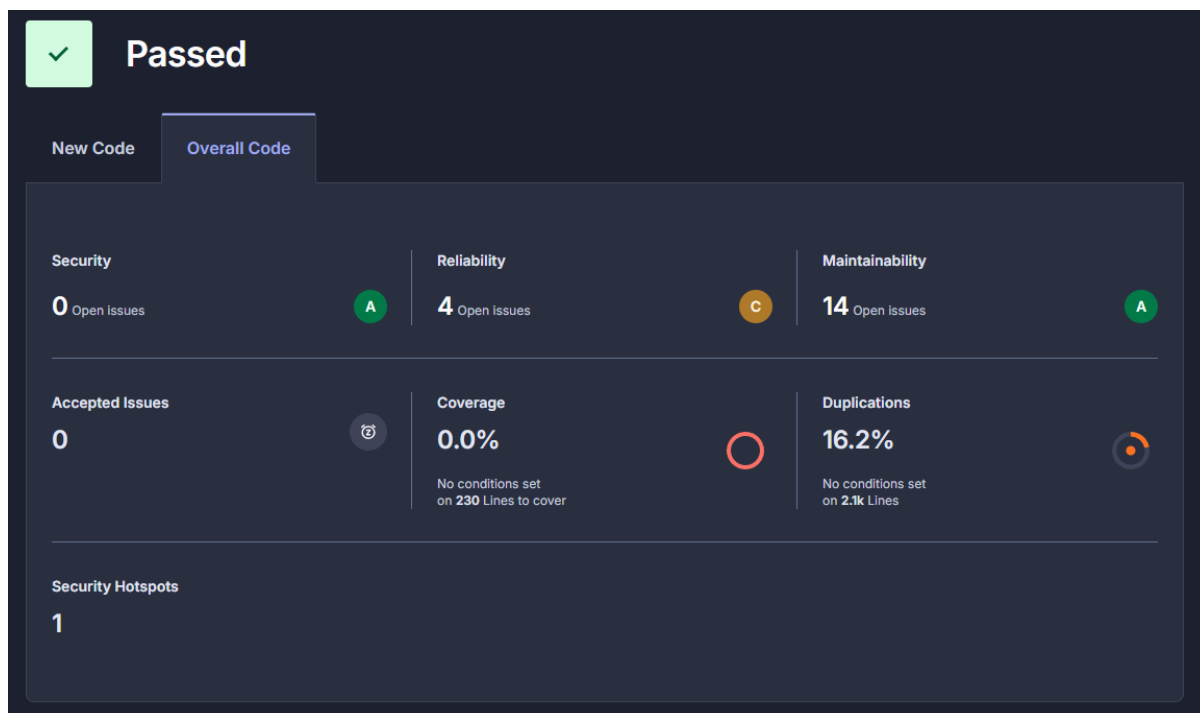 Passed
New Code
Overall Code
Security
Reliability
Maintainability
0 Open issues
A
4 Open issues
C
14 Open issues
A
Accepted Issues
Coverage
Duplications
0
z
0.0%
16.2%
No conditions set
on 230 Lines to cover
No conditions set
on 2.1k Lines
Security Hotspots
1